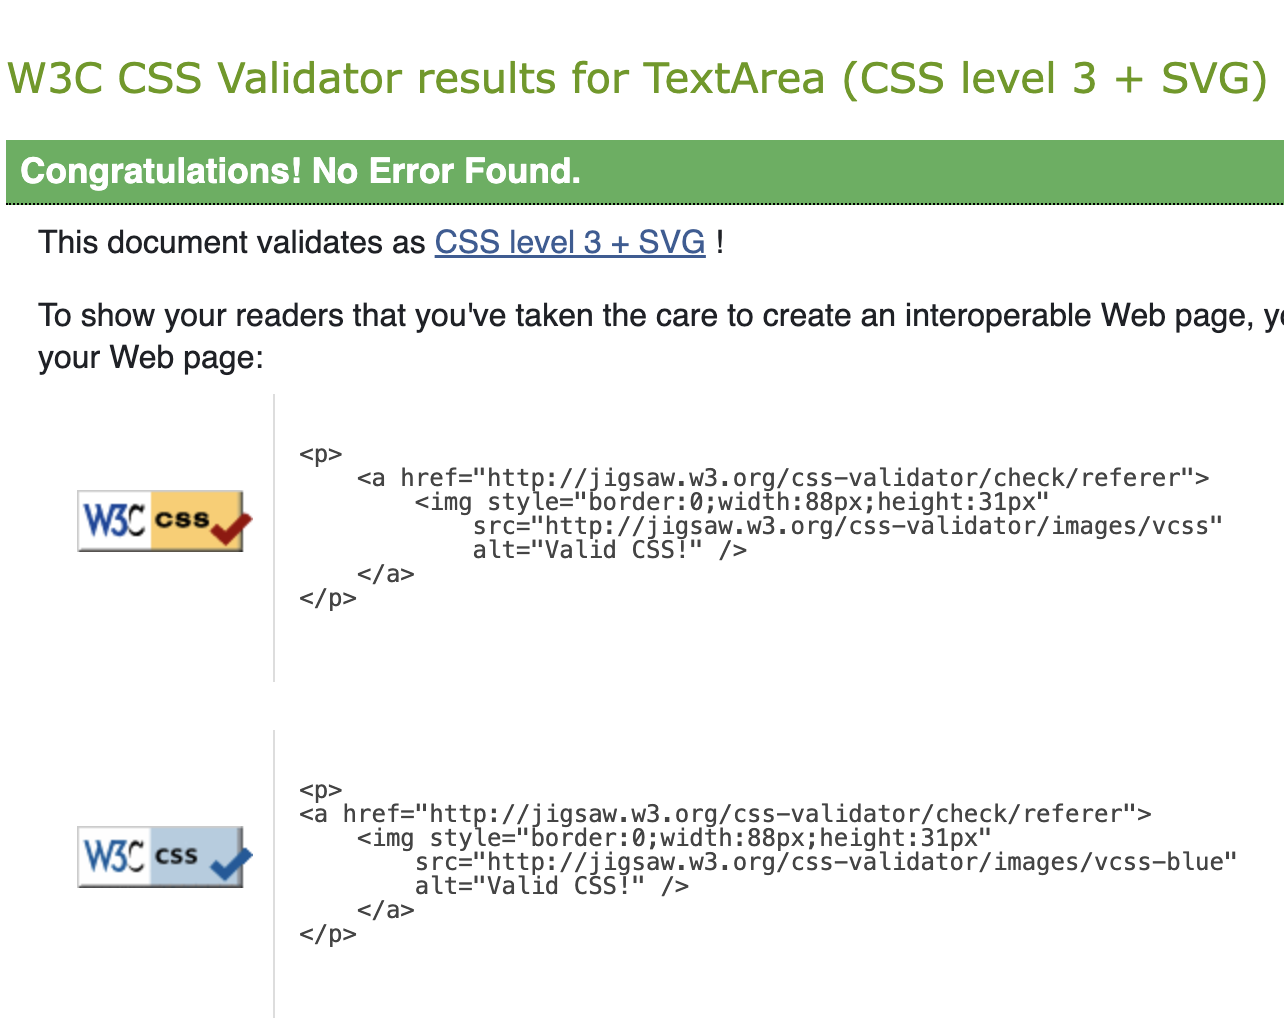 W3C CSS Validator results for TextArea (CSS level 3 + SVG)
Congratulations! No Error Found.
This document validates as CSS level 3 + SVG !
To show your readers that you've taken the care to create an interoperable Web page,
your Web page:
<p>
    <a href="http://jigsaw.w3.org/css-validator/check/referer">
        <img style="border:0;width:88px;height:31px"
            src="http://jigsaw.w3.org/css-validator/images/vcss"
            alt="Valid CSS!" />
    </a>
</p>
W3C css
<p>
<a href="http://jigsaw.w3.org/css-validator/check/referer">
    <img style="border:0;width:88px;height:31px"
        src="http://jigsaw.w3.org/css-validator/images/vcss-blue"
        alt="Valid CSS!" />
    </a>
</p>
W3C css